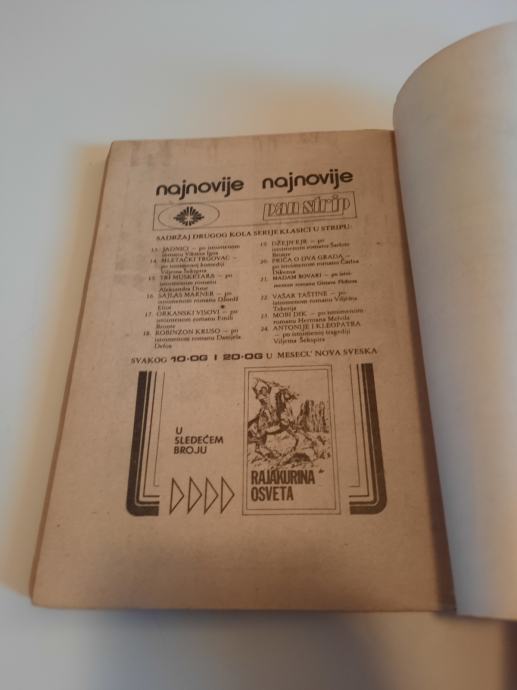 najnovije najnovije
pan strip
SADRŽAJ DRUGOG KOLA SERIJE KLASICI U STRIPU:
13. JADNICI — po istoimenom
romanu Viktora Igoa
14. MLETAČKI TRGOVAC —
po istoimenoj komediji
Viljema Šekspira
15. TRI MUSKETARA — po
istoimenom romanu
Aleksandra Dime
16. SAJLAS MARNER — po
istoimenom romanu Džordž
Eliot
17. ORKANSKI VISOVI — po
istoimenom romanu Emili
Bronte
18. ROBINZON KRUSO — po
istoimenom romanu Danijela
Defoa
19. DŽEJN EJR — po
istoimenom romanu Šarlote
Bronte
20. PRIČA O DVA GRADA —
po istoimenom romanu Čarlsa
Dikensa
21. MADAM BOVARI — po istoi-
menom romanu Gistava Flobera
22. VAŠAR TAŠTINE — po
istoimenom romanu Viljema
Tekerija
23. MOBI DIK — po istoimenom
romanu Hermana Melvila
24. ANTONIJE I KLEOPATRA
— po istoimenoj tragediji
Viljema Šekspira
SVAKOG 10-OG I 20-OG U MESECU NOVA SVESKA
U
SLEDEĆEM
BROJU
RAJAKURINA
OSVETA